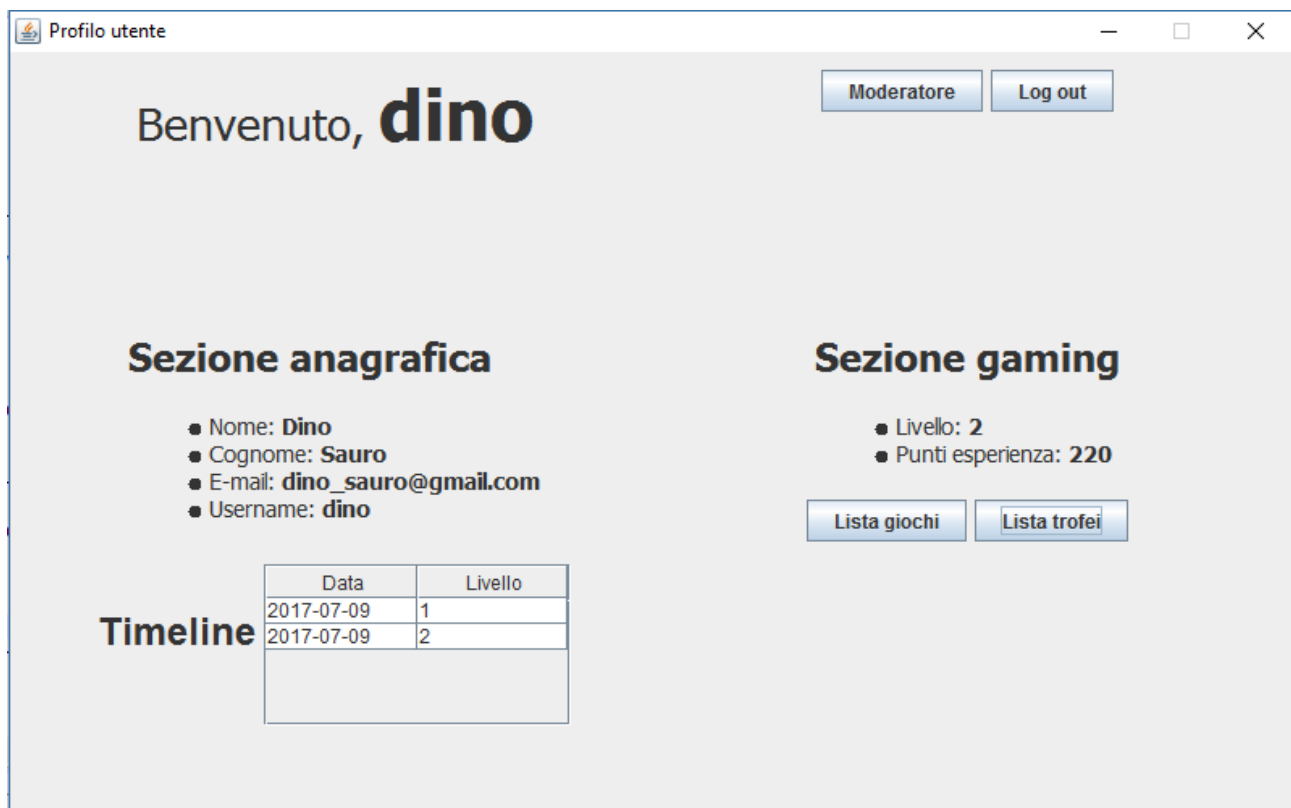 Profilo utente
Moderatore Log out
Benvenuto, dino
Sezione anagrafica
Nome: Dino
Cognome: Sauro
E-mail: dino_sauro@gmail.com
Username: dino
Sezione gaming
Livello: 2
Punti esperienza: 220
Lista giochi Lista trofei
Timeline
Data Livello
2017-07-09 1
2017-07-09 2